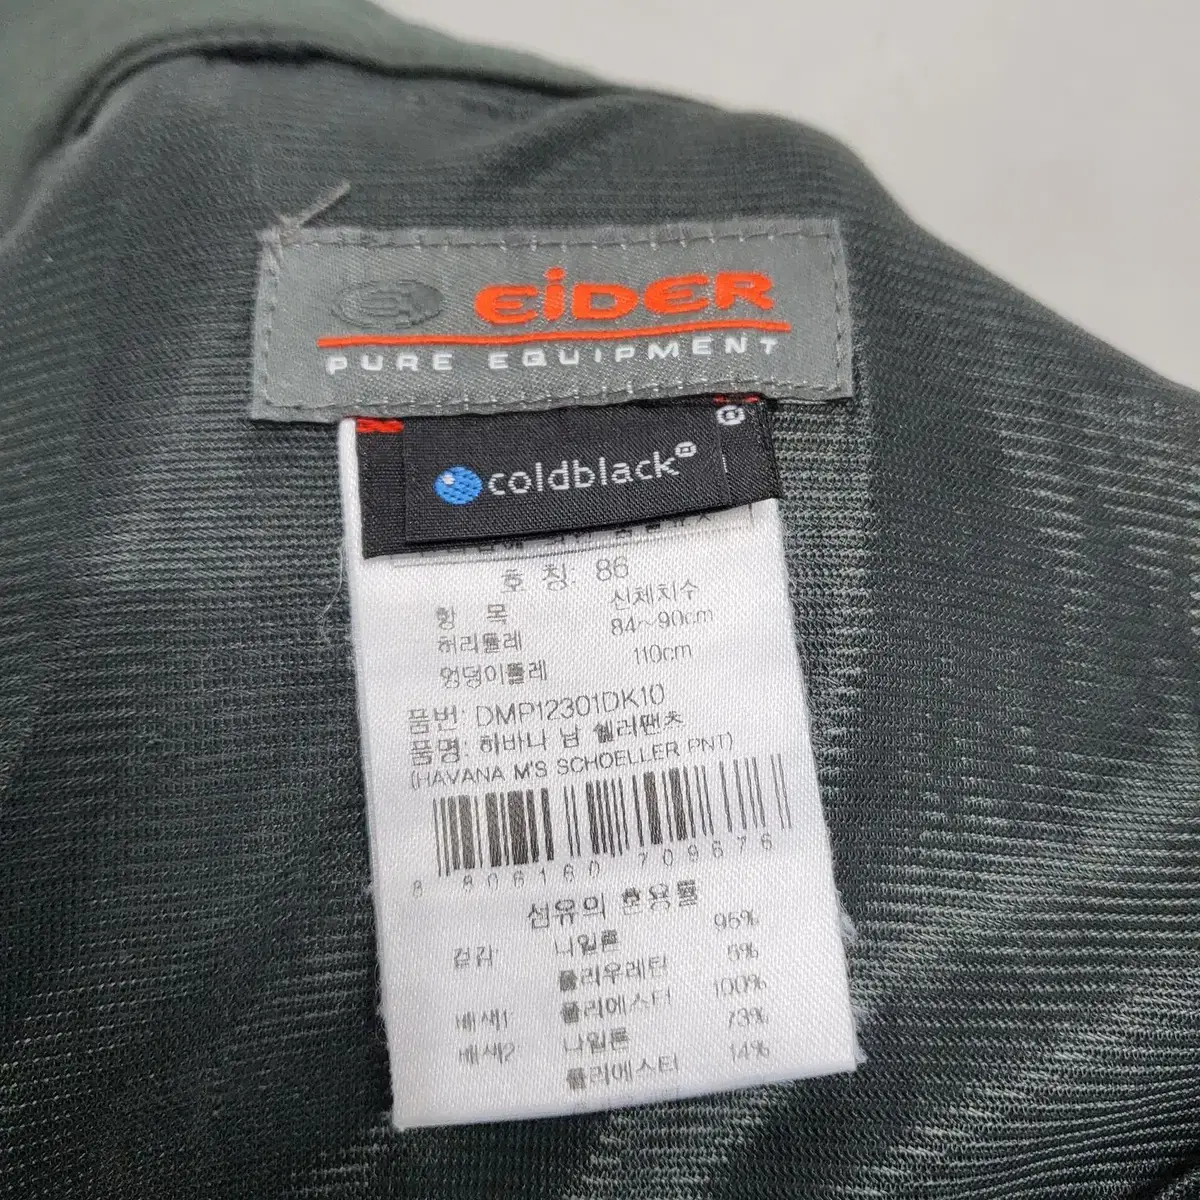 EiDER
PURE EQUIPMENT
coldblack®
호 칭: 86
항 목 신체치수
허리둘레 84~90cm
엉덩이둘레 110cm
품번: DMP12301DK10
품명: 하바나 남 쉘러팬츠
(HAVANA M'S SCHOELLER PNT)
8 806160 709676
섬유의 혼용률
겉감 나일론 95%
폴리우레탄 5%
배색1 폴리에스터 100%
배색2 나일론 73%
폴리에스터 14%